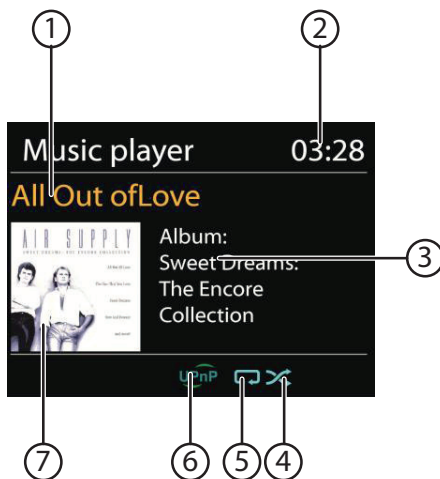 1
2
Music player 03:28
All Out ofLove
AIR SUPPLY
Album:
Sweet Dreams:
The Encore
Collection
3
UPnP
7
6
5
4